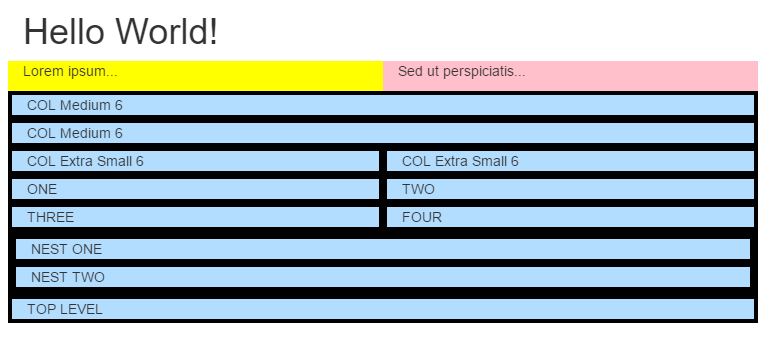 Hello World!
Lorem ipsum... Sed ut perspiciatis...
COL Medium 6
COL Medium 6
COL Extra Small 6 COL Extra Small 6
ONE TWO
THREE FOUR
NEST ONE
NEST TWO
TOP LEVEL